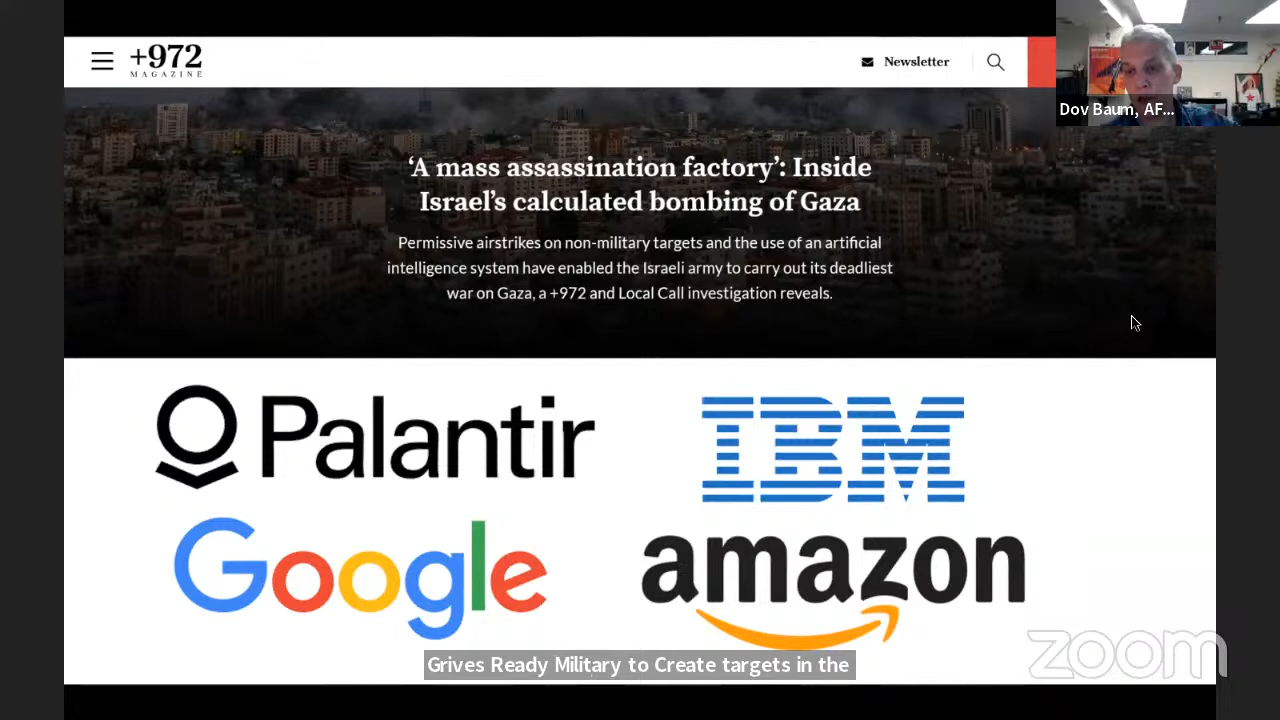 +972
MAGAZINE
Newsletter
Dov Baum, AF...
‘A mass assassination factory’: Inside
Israel’s calculated bombing of Gaza
Permissive airstrikes on non-military targets and the use of an artificial
intelligence system have enabled the Israeli army to carry out its deadliest
war on Gaza, a +972 and Local Call investigation reveals.
Palantir
IBM
Google
amazon
zoom
Grives Ready Military to Create targets in the